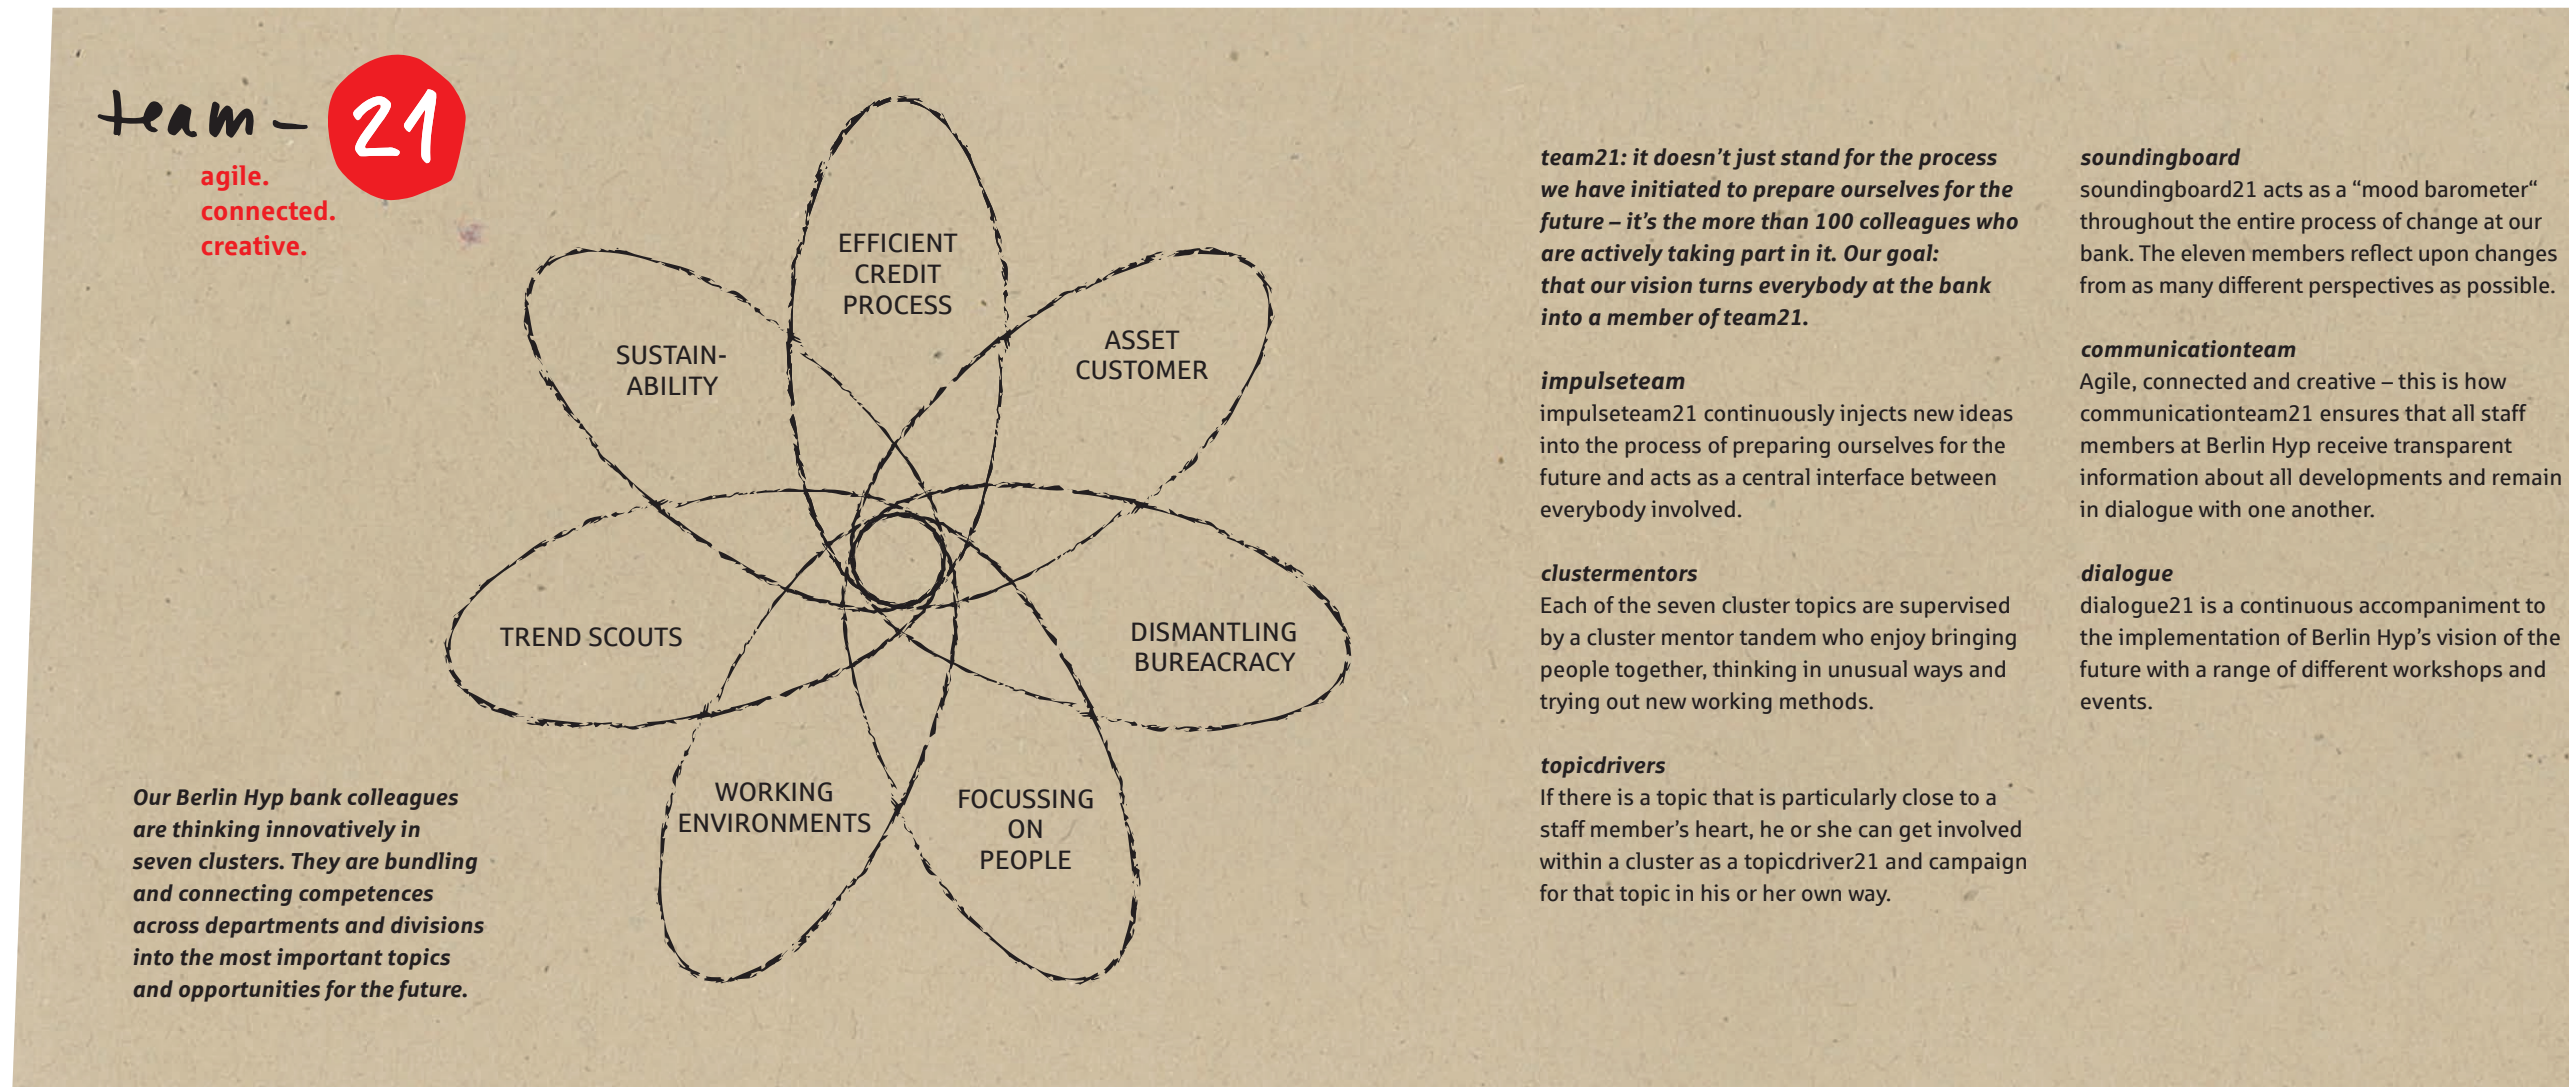 team – 21
agile.
connected.
creative.
EFFICIENT
CREDIT
PROCESS
ASSET
CUSTOMER
SUSTAIN-
ABILITY
TREND SCOUTS
DISMANTLING
BUREACRACY
WORKING
ENVIRONMENTS
FOCUSSING
ON
PEOPLE
Our Berlin Hyp bank colleagues
are thinking innovatively in
seven clusters. They are bundling
and connecting competences
across departments and divisions
into the most important topics
and opportunities for the future.
team21: it doesn’t just stand for the process
we have initiated to prepare ourselves for the
future – it’s the more than 100 colleagues who
are actively taking part in it. Our goal:
that our vision turns everybody at the bank
into a member of team21.
impulseteam
impulseteam21 continuously injects new ideas
into the process of preparing ourselves for the
future and acts as a central interface between
everybody involved.
clustermentors
Each of the seven cluster topics are supervised
by a cluster mentor tandem who enjoy bringing
people together, thinking in unusual ways and
trying out new working methods.
topicdrivers
If there is a topic that is particularly close to a
staff member’s heart, he or she can get involved
within a cluster as a topicdriver21 and campaign
for that topic in his or her own way.
soundingboard
soundingboard21 acts as a “mood barometer“
throughout the entire process of change at our
bank. The eleven members reflect upon changes
from as many different perspectives as possible.
communicationteam
Agile, connected and creative – this is how
communicationteam21 ensures that all staff
members at Berlin Hyp receive transparent
information about all developments and remain
in dialogue with one another.
dialogue
dialogue21 is a continuous accompaniment to
the implementation of Berlin Hyp’s vision of the
future with a range of different workshops and
events.